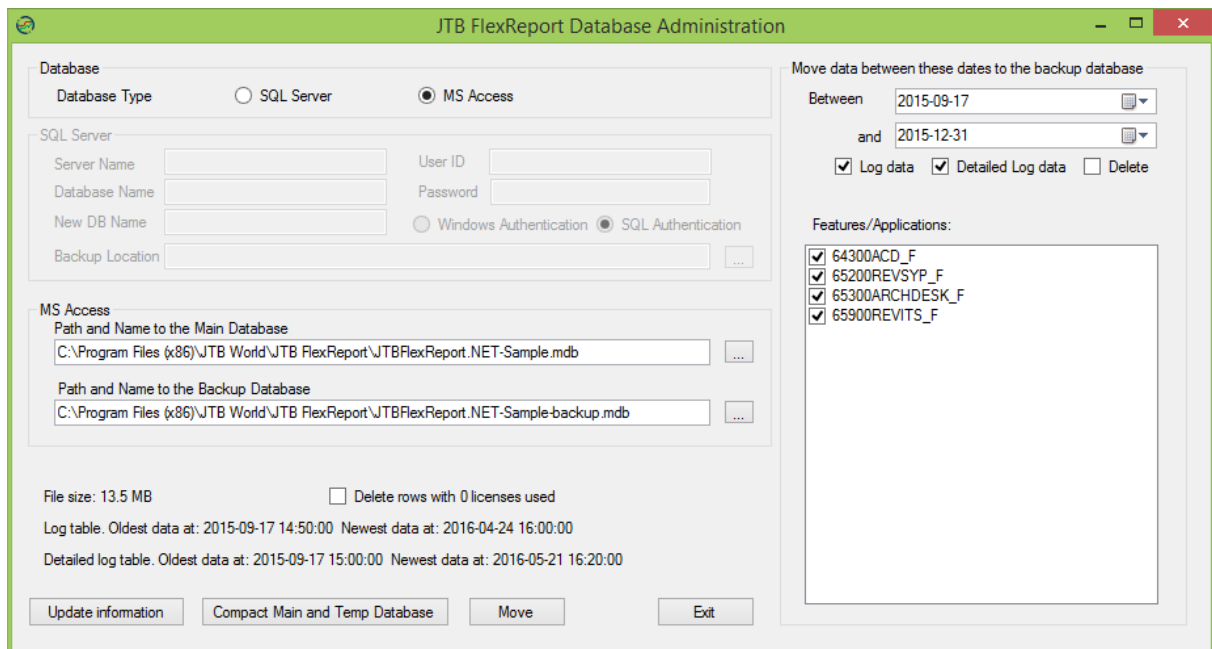 JTB FlexReport Database Administration
Database
Database Type SQL Server MS Access
SQL Server
Server Name User ID
Database Name Password
New DB Name Windows Authentication SQL Authentication
Backup Location ...
MS Access
Path and Name to the Main Database
C:\Program Files (x86)\JTB World\JTB FlexReport\JTBFlexReport.NET-Sample.mdb ...
Path and Name to the Backup Database
C:\Program Files (x86)\JTB World\JTB FlexReport\JTBFlexReport.NET-Sample-backup.mdb ...
File size: 13.5 MB Delete rows with 0 licenses used
Log table. Oldest data at: 2015-09-17 14:50:00 Newest data at: 2016-04-24 16:00:00
Detailed log table. Oldest data at: 2015-09-17 15:00:00 Newest data at: 2016-05-21 16:20:00
Update information Compact Main and Temp Database Move Exit
Move data between these dates to the backup database
Between 2015-09-17
and 2015-12-31
Log data Detailed Log data Delete
Features/Applications:
64300ACD_F
65200REVSYP_F
65300ARCHDESK_F
65900REVITS_F